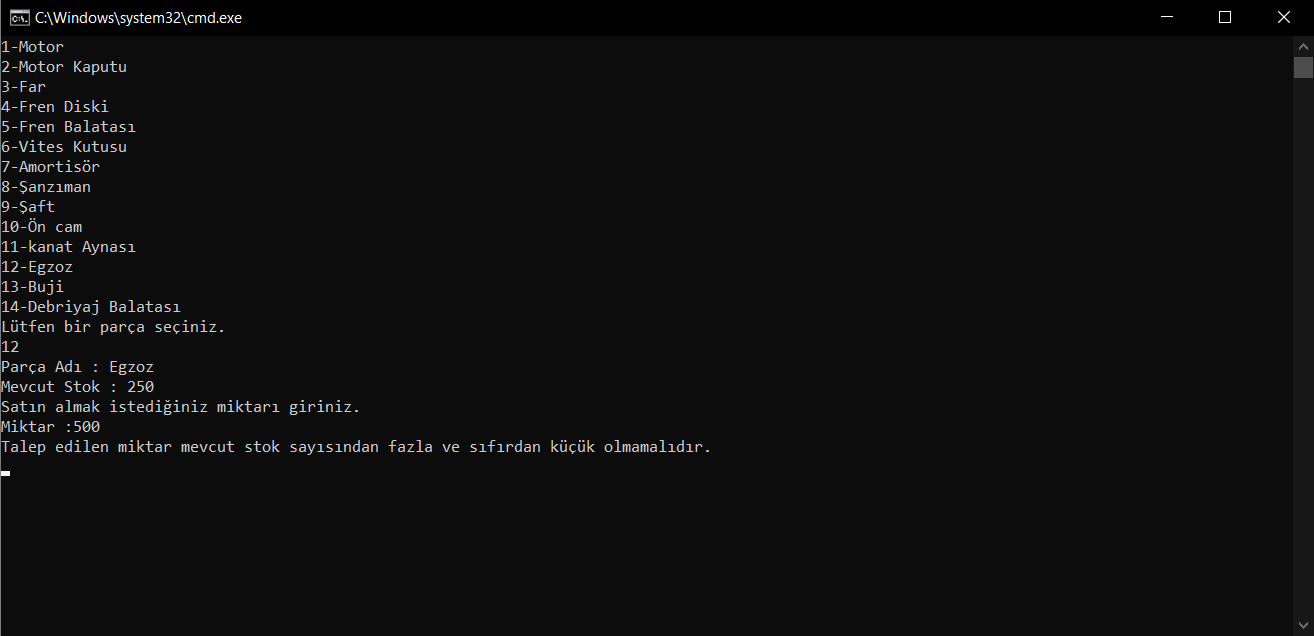 C:\Windows\system32\cmd.exe
1-Motor
2-Motor Kaputu
3-Far
4-Fren Diski
5-Fren Balatası
6-Vites Kutusu
7-Amortisör
8-Şanzıman
9-Şaft
10-Ön cam
11-kanat Aynası
12-Egzoz
13-Buji
14-Debriyaj Balatası
Lütfen bir parça seçiniz.
12
Parça Adı : Egzoz
Mevcut Stok : 250
Satın almak istediğiniz miktarı giriniz.
Miktar :500
Talep edilen miktar mevcut stok sayısından fazla ve sıfırdan küçük olmamalıdır.